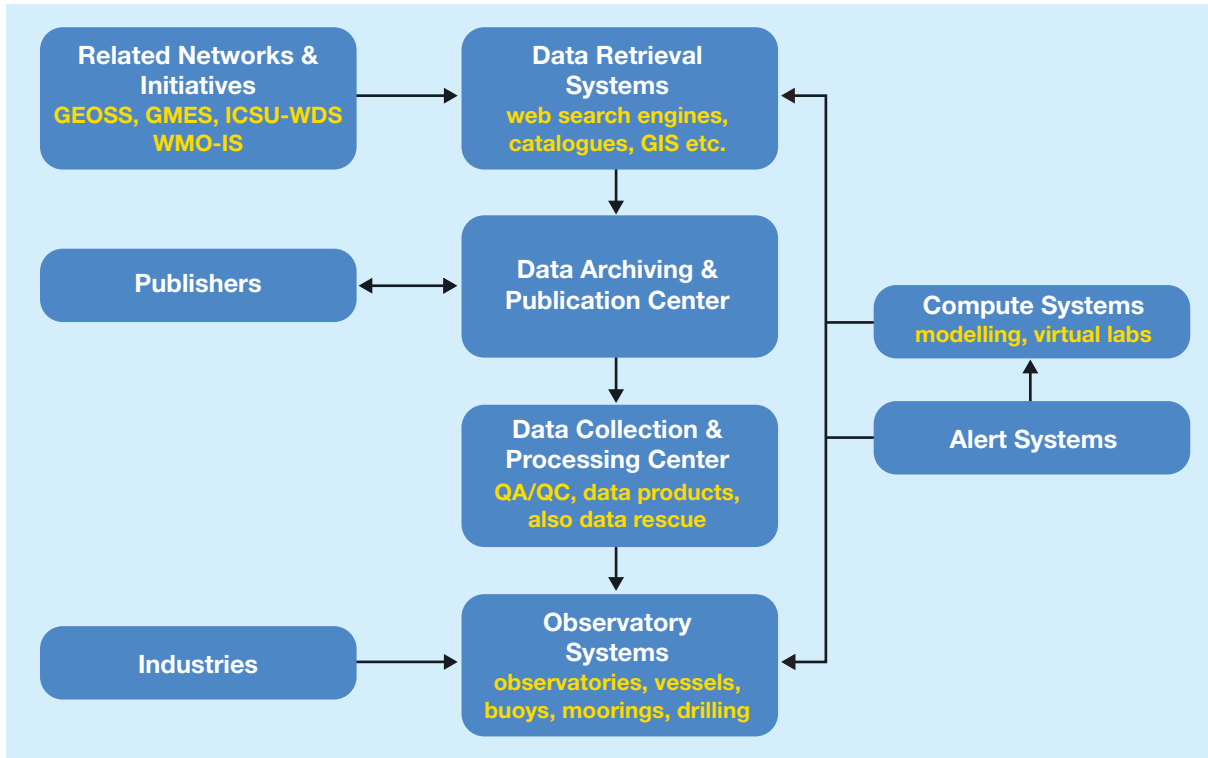 Related Networks &
Initiatives
GEOSS, GMES, ICSU-WDS
WMO-IS
Data Retrieval
Systems
web search engines,
catalogues, GIS etc.
Publishers
Data Archiving &
Publication Center
Compute Systems
modelling, virtual labs
Data Collection &
Processing Center
QA/QC, data products,
also data rescue
Alert Systems
Industries
Observatory
Systems
observatories, vessels,
buoys, moorings, drilling